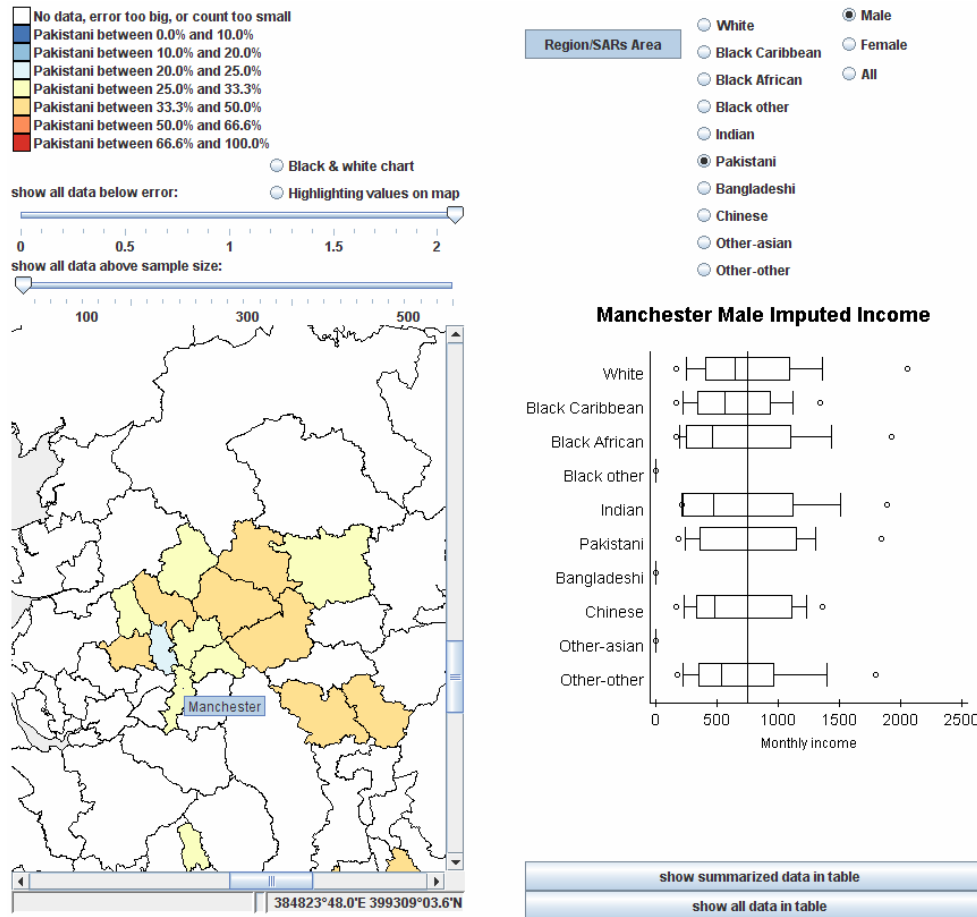 No data, error too big, or count too small
Pakistani between 0.0% and 10.0%
Pakistani between 10.0% and 20.0%
Pakistani between 20.0% and 25.0%
Pakistani between 25.0% and 33.3%
Pakistani between 33.3% and 50.0%
Pakistani between 50.0% and 66.6%
Pakistani between 66.6% and 100.0%
Black & white chart
show all data below error:
Highlighting values on map
0 0.5 1 1.5 2
show all data above sample size:
100 300 500
Manchester
384823°48.0'E 399309°03.6'N
Region/SARs Area
White
Black Caribbean
Black African
Black other
Indian
Pakistani
Bangladeshi
Chinese
Other-asian
Other-other
Male
Female
All
Manchester Male Imputed Income
White
Black Caribbean
Black African
Black other
Indian
Pakistani
Bangladeshi
Chinese
Other-asian
Other-other
0 500 1000 1500 2000 2500
Monthly income
show summarized data in table
show all data in table